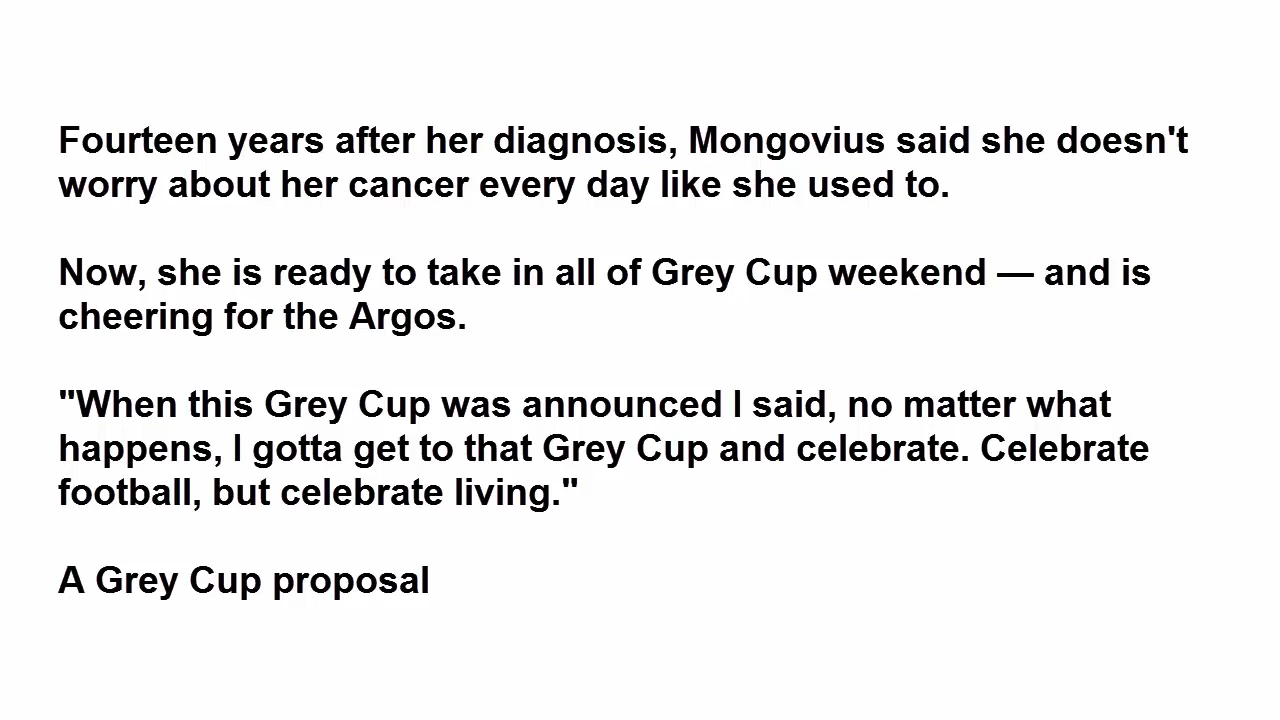 Fourteen years after her diagnosis, Mongovius said she doesn't
worry about her cancer every day like she used to.
Now, she is ready to take in all of Grey Cup weekend — and is
cheering for the Argos.
"When this Grey Cup was announced I said, no matter what
happens, I gotta get to that Grey Cup and celebrate. Celebrate
football, but celebrate living."
A Grey Cup proposal